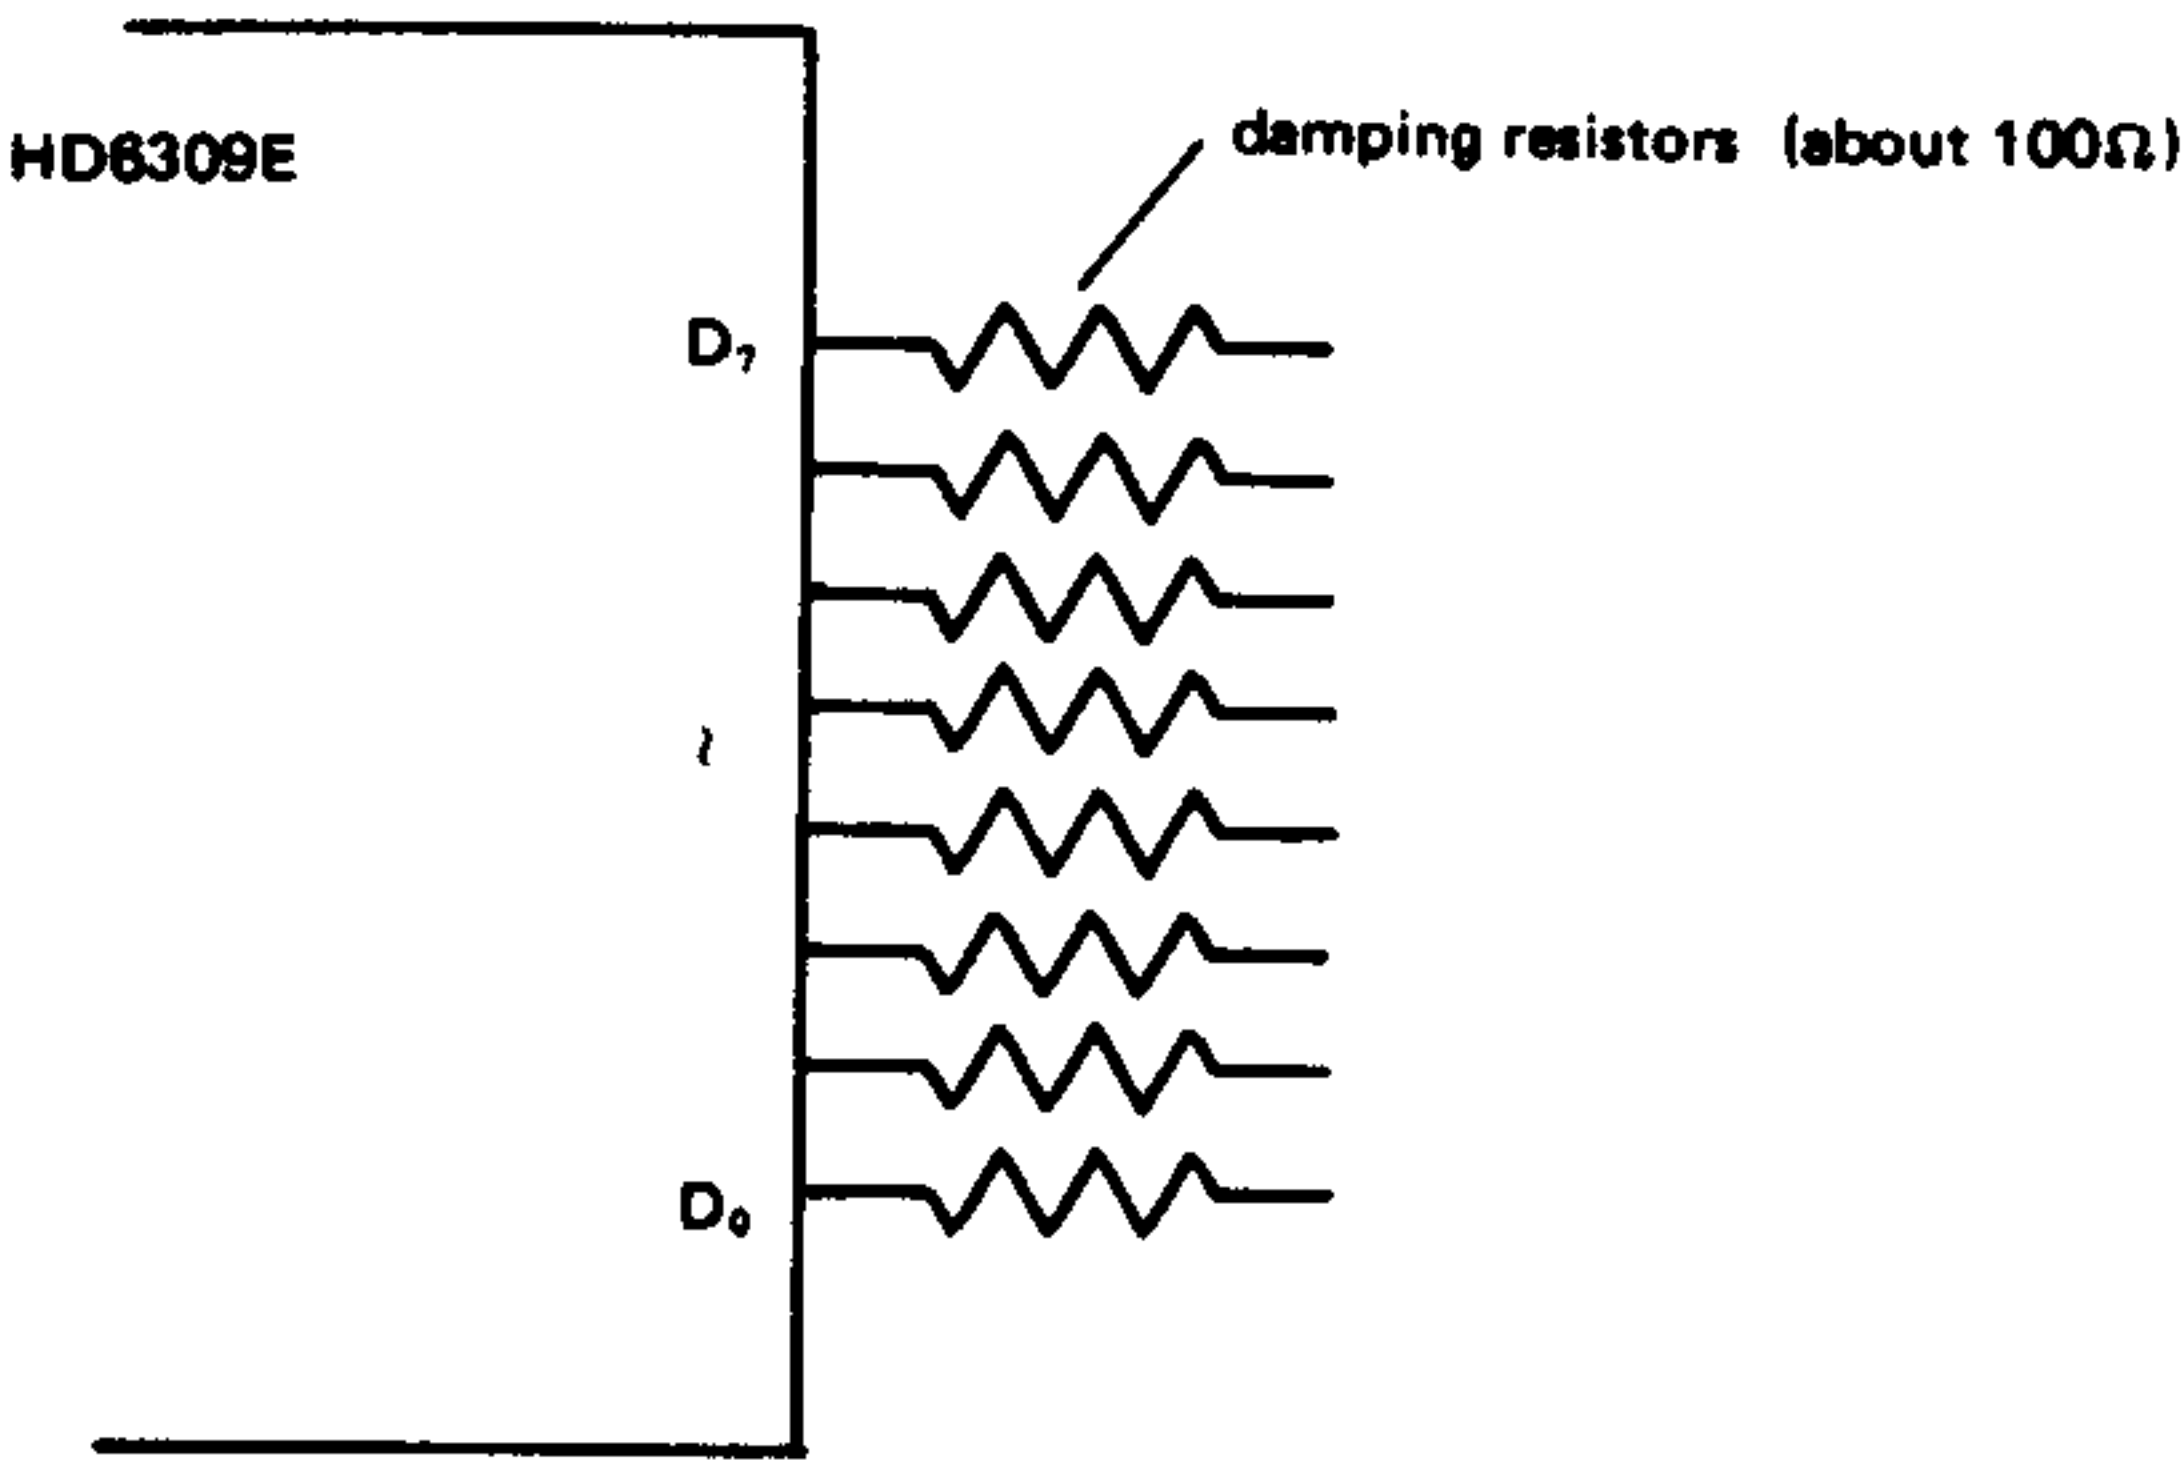 HD6309E
damping resistors (about 100Ω)
D₇
~
D₀